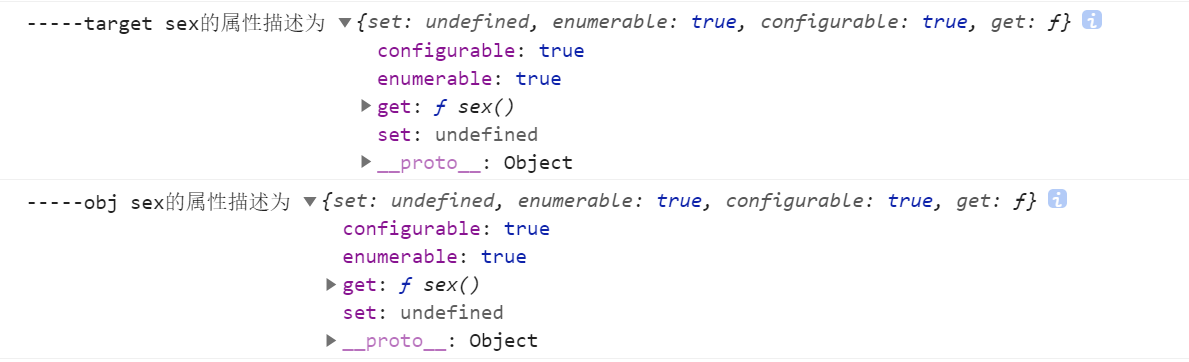 -----target sex的属性描述为 ▼{set: undefined, enumerable: true, configurable: true, get: ƒ} i
configurable: true
enumerable: true
▶get: ƒ sex()
set: undefined
▶__proto__: Object
-----obj sex的属性描述为 ▼{set: undefined, enumerable: true, configurable: true, get: ƒ} i
configurable: true
enumerable: true
▶get: ƒ sex()
set: undefined
▶__proto__: Object